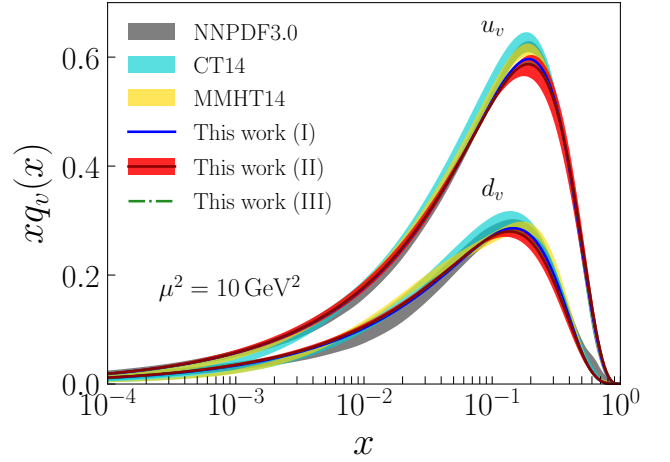 NNPDF3.0
CT14
MMHT14
This work (I)
This work (II)
This work (III)
u_v
d_v
μ² = 10 GeV²
xq_v(x)
0.6
0.4
0.2
0.0
10⁻⁴ 10⁻³ 10⁻² 10⁻¹ 10⁰
x